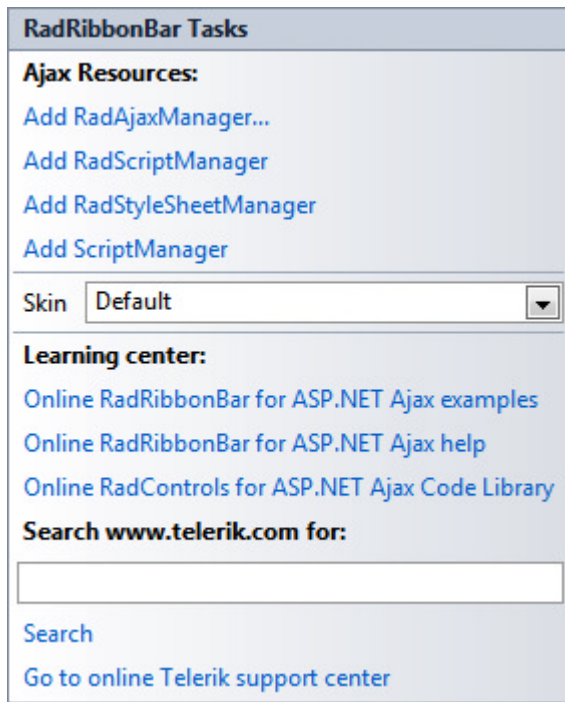 RadRibbonBar Tasks
Ajax Resources:
Add RadAjaxManager...
Add RadScriptManager
Add RadStyleSheetManager
Add ScriptManager
Skin Default
Learning center:
Online RadRibbonBar for ASP.NET Ajax examples
Online RadRibbonBar for ASP.NET Ajax help
Online RadControls for ASP.NET Ajax Code Library
Search www.telerik.com for:
Search
Go to online Telerik support center